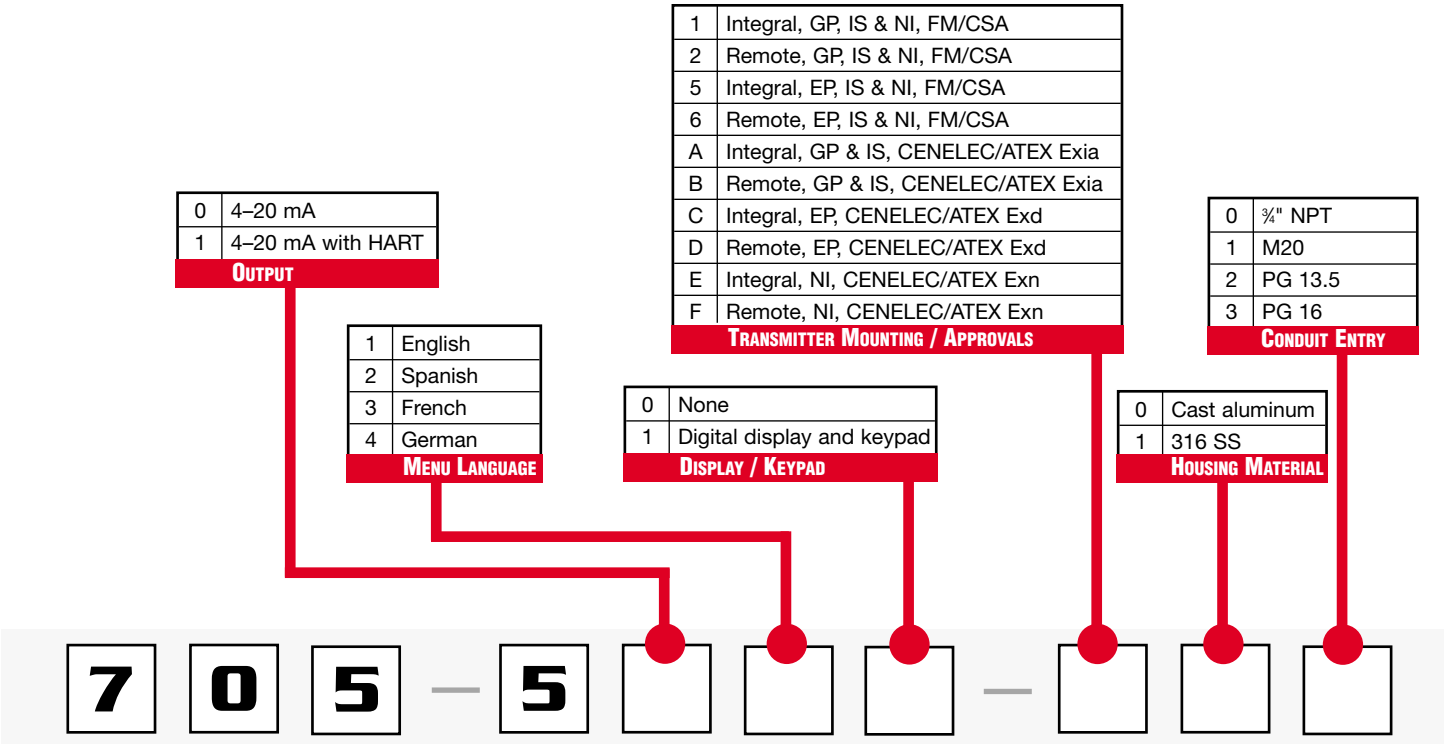 1 Integral, GP, IS & NI, FM/CSA
2 Remote, GP, IS & NI, FM/CSA
5 Integral, EP, IS & NI, FM/CSA
6 Remote, EP, IS & NI, FM/CSA
A Integral, GP & IS, CENELEC/ATEX Exia
B Remote, GP & IS, CENELEC/ATEX Exia
C Integral, EP, CENELEC/ATEX Exd
D Remote, EP, CENELEC/ATEX Exd
E Integral, NI, CENELEC/ATEX Exn
F Remote, NI, CENELEC/ATEX Exn
TRANSMITTER MOUNTING / APPROVALS
0 4–20 mA
1 4–20 mA with HART
OUTPUT
0 ¾" NPT
1 M20
2 PG 13.5
3 PG 16
CONDUIT ENTRY
1 English
2 Spanish
3 French
4 German
MENU LANGUAGE
0 None
1 Digital display and keypad
DISPLAY / KEYPAD
0 Cast aluminum
1 316 SS
HOUSING MATERIAL
7 0 5 — 5 —